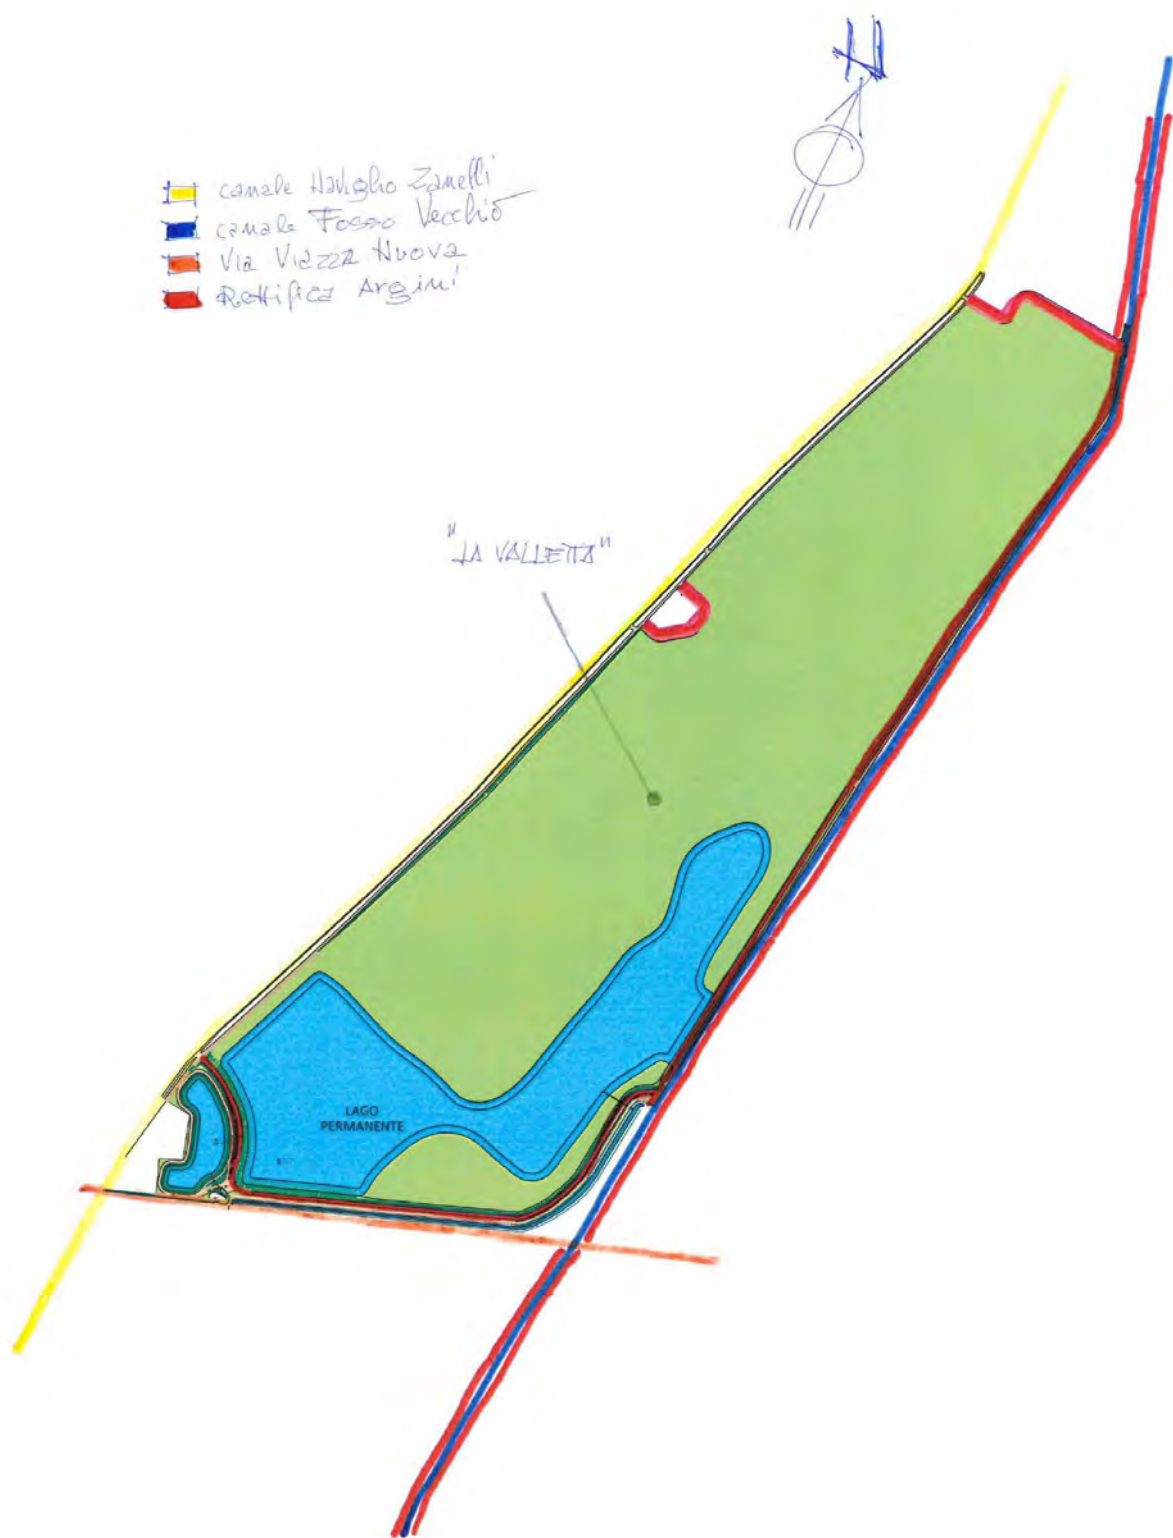 N
canale Naviglio Zanelli
canale Fosso Vecchio
Via Viazza Nuova
Rettifica Argini
"LA VALLETTA"
LAGO
PERMANENTE